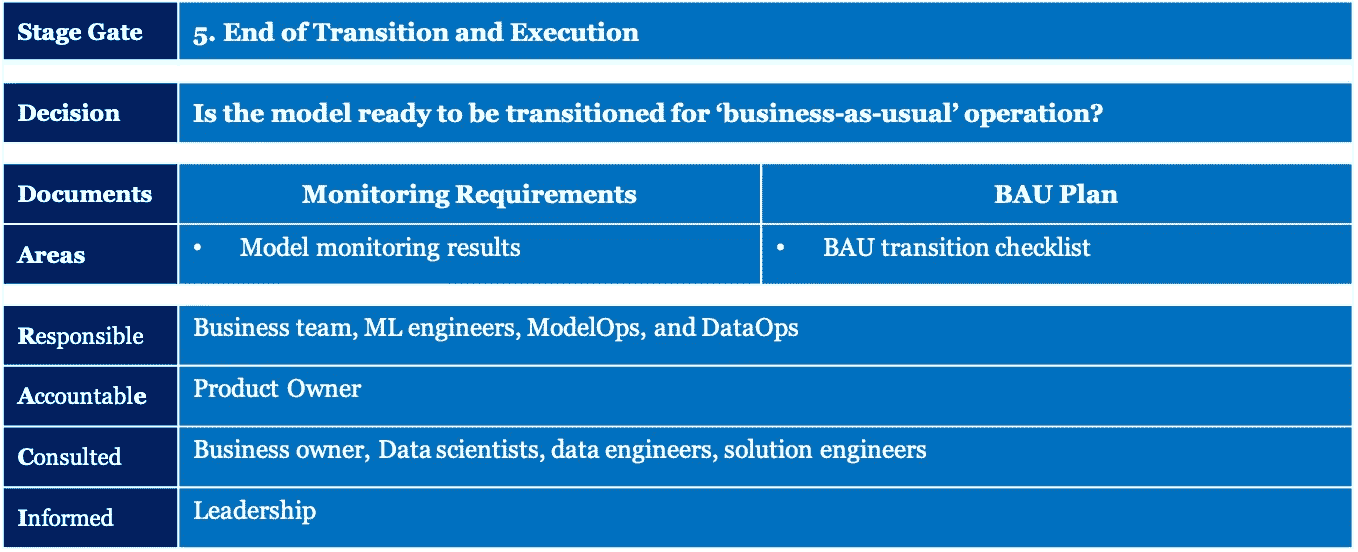 Stage Gate 5. End of Transition and Execution
Decision Is the model ready to be transitioned for ‘business-as-usual’ operation?
Documents Monitoring Requirements BAU Plan
Areas • Model monitoring results • BAU transition checklist
Responsible Business team, ML engineers, ModelOps, and DataOps
Accountable Product Owner
Consulted Business owner, Data scientists, data engineers, solution engineers
Informed Leadership